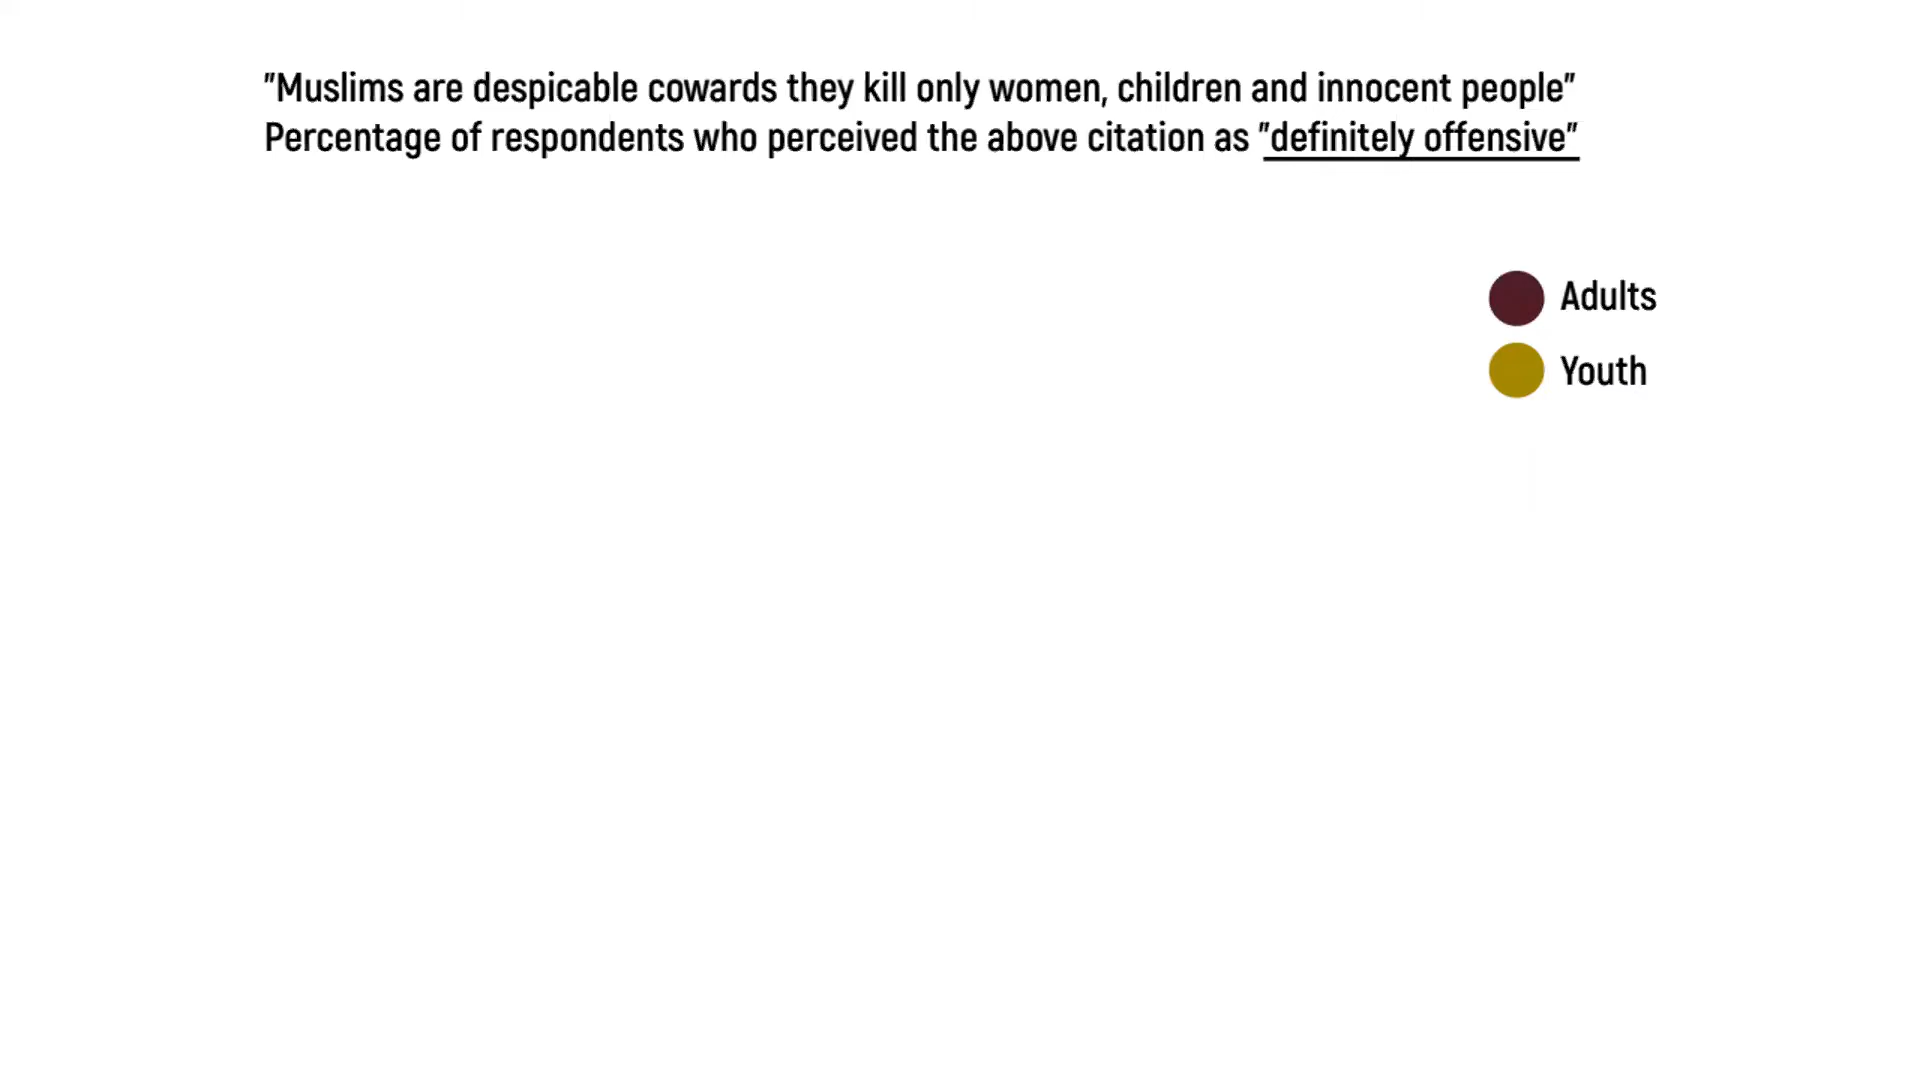 "Muslims are despicable cowards they kill only women, children and innocent people"
Percentage of respondents who perceived the above citation as "definitely offensive"
Adults
Youth